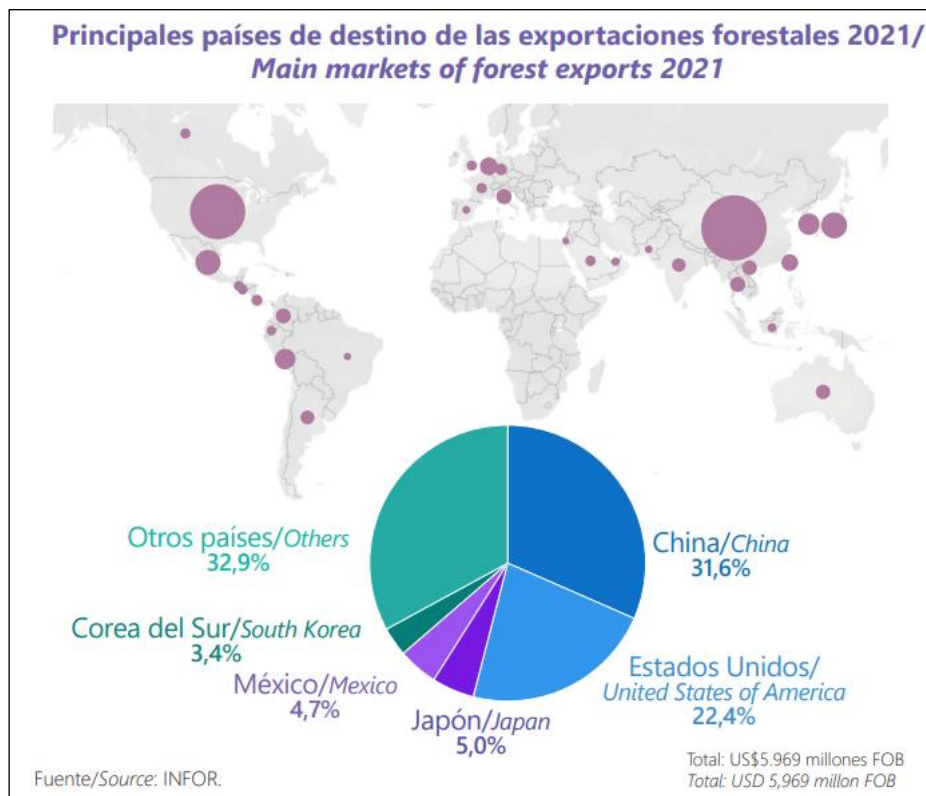 Principales países de destino de las exportaciones forestales 2021/
Main markets of forest exports 2021
Otros países/Others
32,9%
China/China
31,6%
Corea del Sur/South Korea
3,4%
Estados Unidos/
United States of America
22,4%
México/Mexico
4,7%
Japón/Japan
5,0%
Total: US$5.969 millones FOB
Total: USD 5,969 millon FOB
Fuente/Source: INFOR.